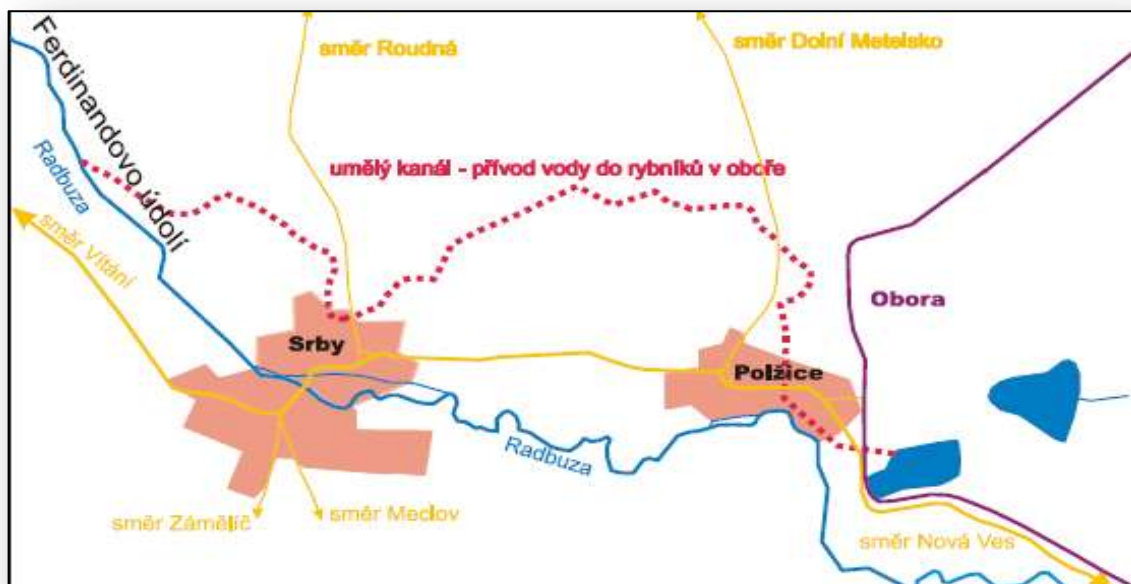 směr Roudná
směr Dolní Metelsko
Ferdinandovo údolí
Radbuza
umělý kanál - přívod vody do rybníků v oboře
směr Vítání
Obora
Srby
Polžice
Radbuza
směr Zámělíč
směr Meclov
směr Nová Ves